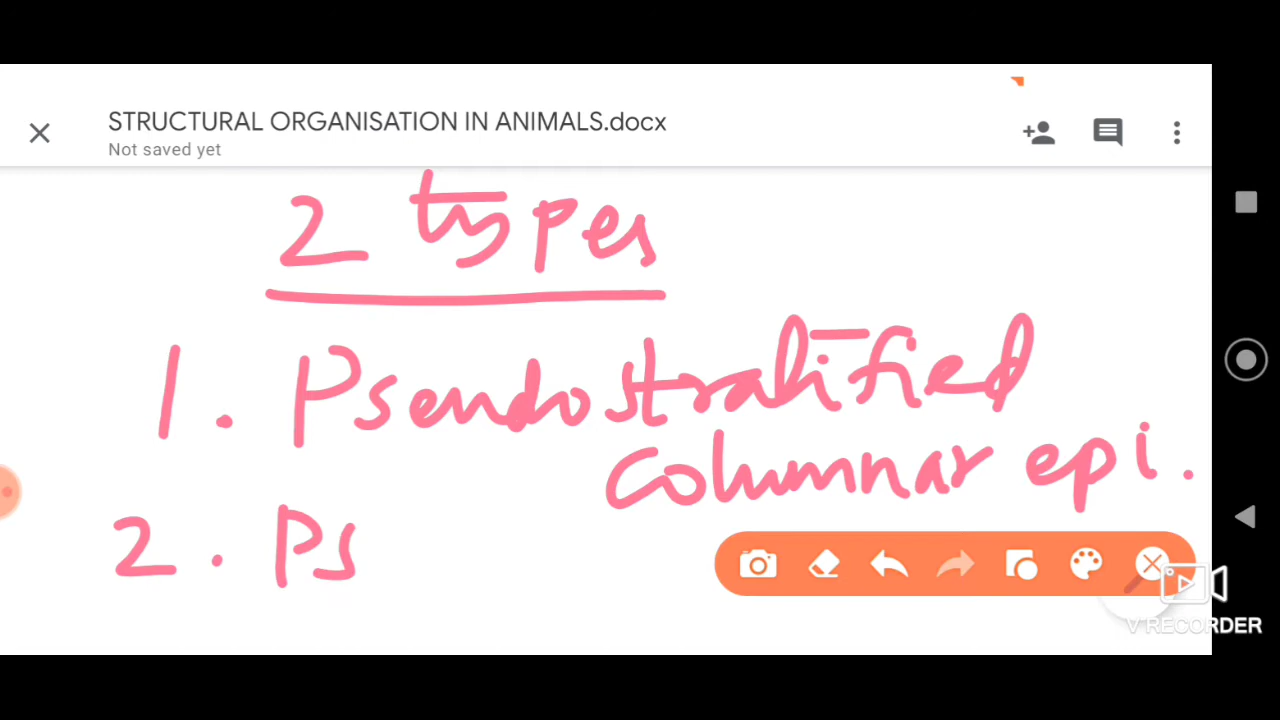 STRUCTURAL ORGANISATION IN ANIMALS.docx
Not saved yet
2 types
1. Pseudostratified
columnar epi.
2. Ps
V RECORDER